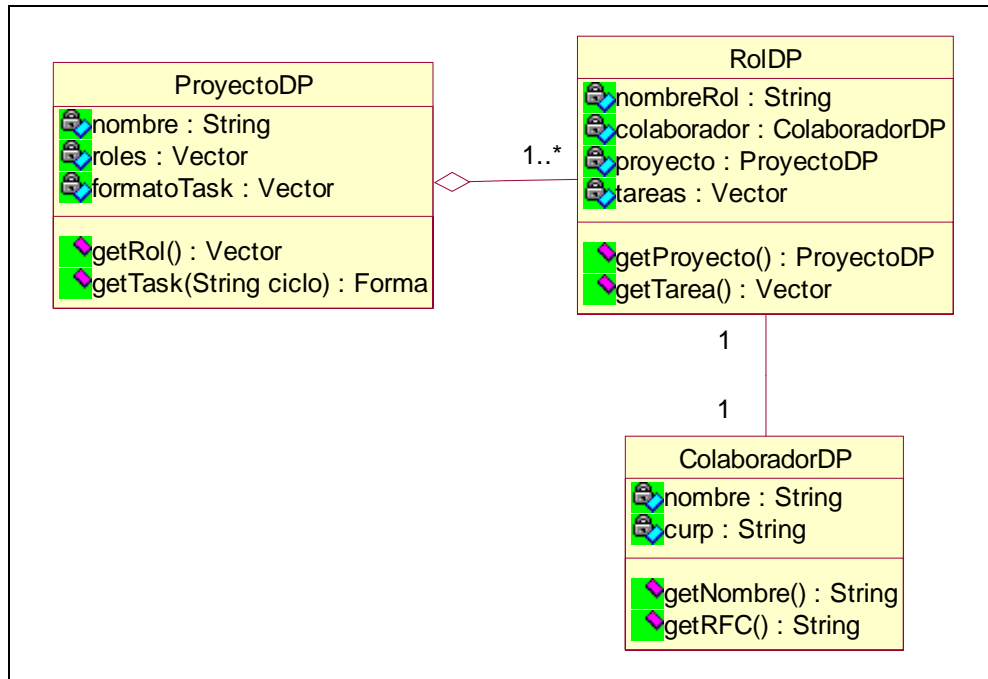 ProyectoDP
nombre : String
roles : Vector
formatoTask : Vector
getRol() : Vector
getTask(String ciclo) : Forma
1..*
RolDP
nombreRol : String
colaborador : ColaboradorDP
proyecto : ProyectoDP
tareas : Vector
getProyecto() : ProyectoDP
getTarea() : Vector
1
1
ColaboradorDP
nombre : String
curp : String
getNombre() : String
getRFC() : String